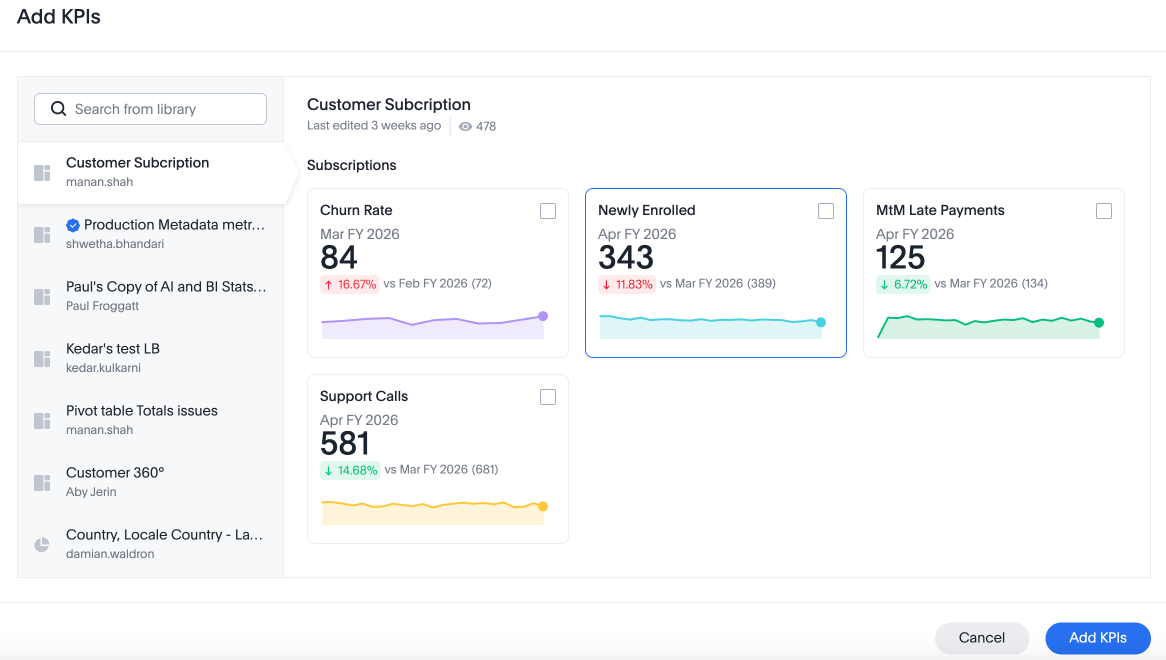 Add KPIs
Search from library
Customer Subcription
manan.shah
Production Metadata metr...
shwetha.bhandari
Paul's Copy of AI and BI Stats...
Paul Froggatt
Kedar's test LB
kedar.kulkarni
Pivot table Totals issues
manan.shah
Customer 360°
Aby Jerin
Country, Locale Country - La...
damian.waldron
Customer Subcription
Last edited 3 weeks ago 478
Subscriptions
Churn Rate
Mar FY 2026
84
↑ 16.67% vs Feb FY 2026 (72)
Newly Enrolled
Apr FY 2026
343
↓ 11.83% vs Mar FY 2026 (389)
MtM Late Payments
Apr FY 2026
125
↓ 6.72% vs Mar FY 2026 (134)
Support Calls
Apr FY 2026
581
↓ 14.68% vs Mar FY 2026 (681)
Cancel
Add KPIs